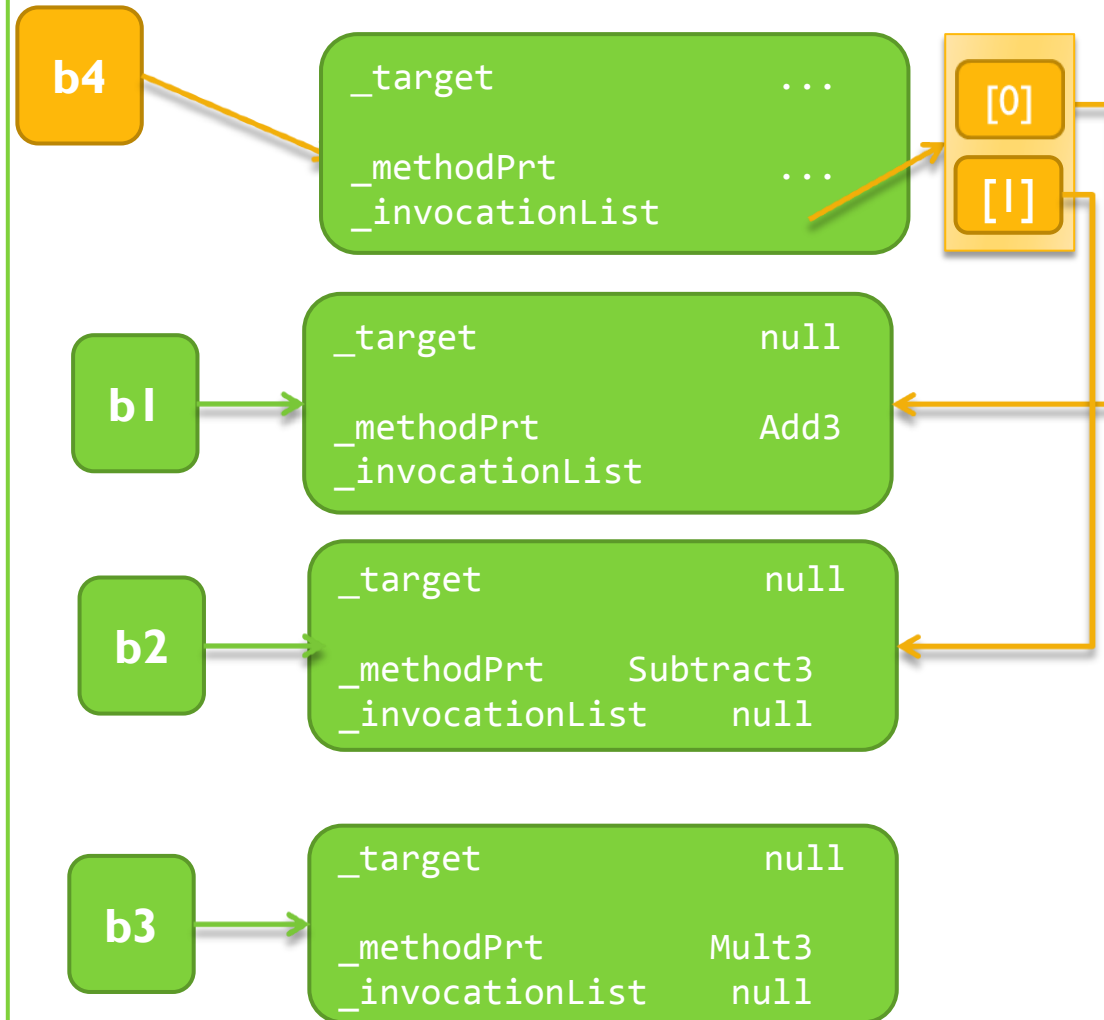 b4
_target ...
_methodPrt ...
_invocationList
[0]
[1]
b1
_target null
_methodPrt Add3
_invocationList
b2
_target null
_methodPrt Subtract3
_invocationList null
b3
_target null
_methodPrt Mult3
_invocationList null